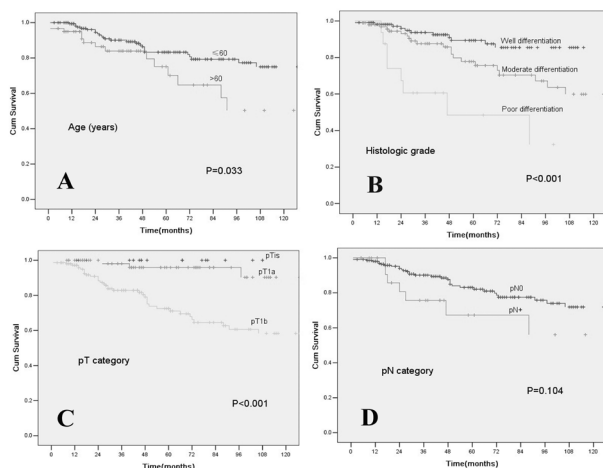 1.0
0.8
0.6
0.4
0.2
0.0
Cum Survival
≤60
>60
Age (years)
P=0.033
A
0 12 24 36 48 60 72 84 96 108 120
Time(months)
1.0
0.8
0.6
0.4
0.2
0.0
Cum Survival
Well differentiation
Moderate differentiation
Poor differentiation
Histologic grade
P<0.001
B
0 12 24 36 48 60 72 84 96 108 120
Time(months)
1.0
0.8
0.6
0.4
0.2
0.0
Cum Survival
pTis
pT1a
pT1b
pT category
P<0.001
C
0 12 24 36 48 60 72 84 96 108 120
Time(months)
1.0
0.8
0.6
0.4
0.2
0.0
Cum Survival
pN0
pN+
pN category
P=0.104
D
0 12 24 36 48 60 72 84 96 108 120
Time(months)